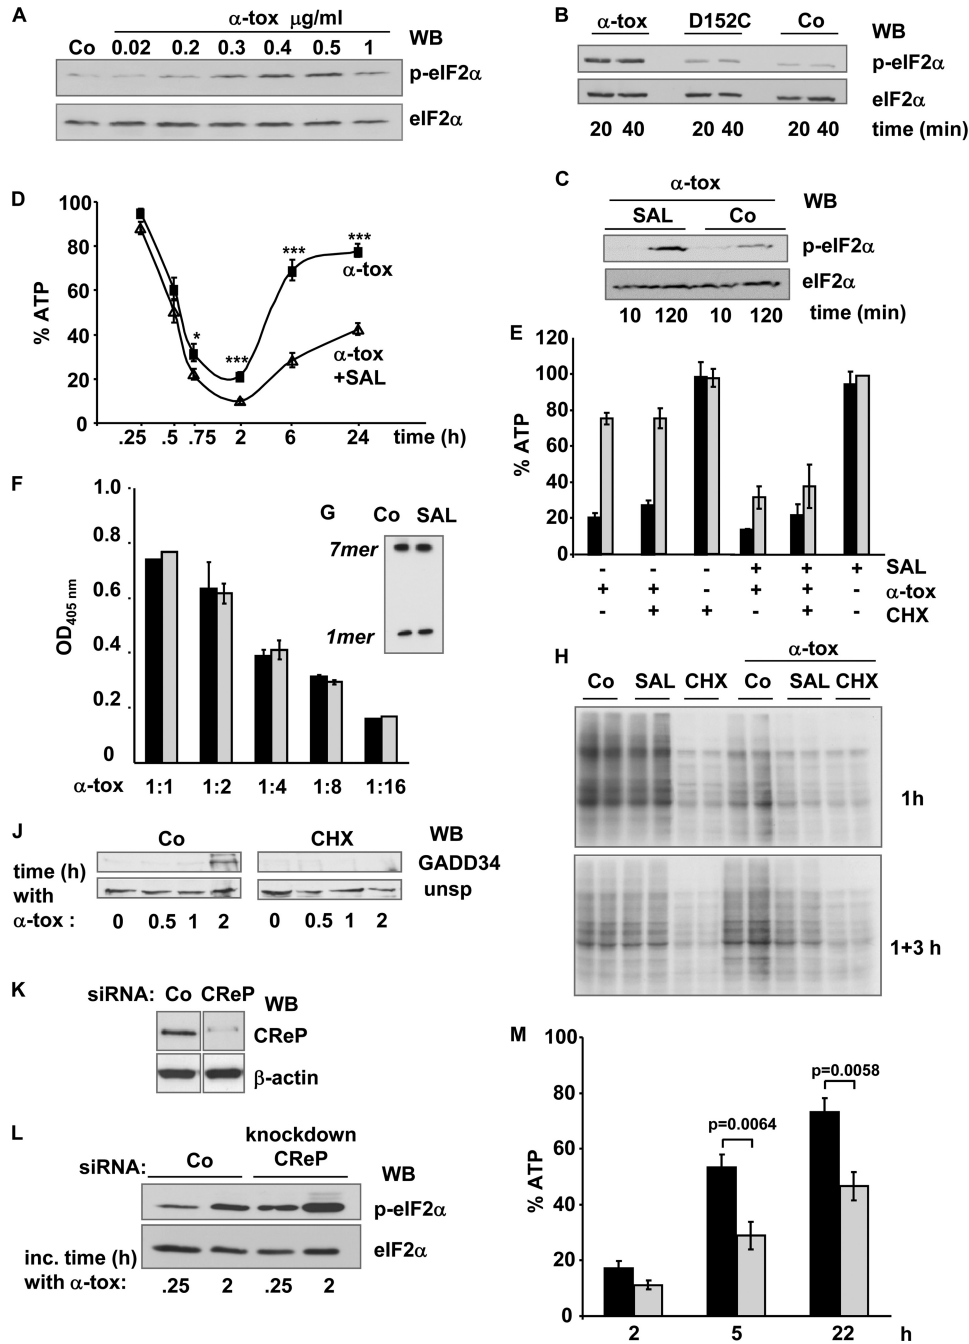 A
α-tox μg/ml
Co 0.02 0.2 0.3 0.4 0.5 1 WB
p-eIF2α
eIF2α
B
α-tox D152C Co WB
p-eIF2α
eIF2α
20 40 20 40 20 40 time (min)
C
α-tox
SAL Co WB
p-eIF2α
eIF2α
10 120 10 120 time (min)
D
100
80
60
40
20
0
% ATP
* *** *** ***
α-tox
α-tox
+SAL
.25 .5 .75 2 6 24 time (h)
E
120
100
80
60
40
20
0
% ATP
- - - + + + SAL
+ + - + + - α-tox
- + + - + - CHX
F
1.0
0.8
0.6
0.4
0.2
0
OD405 nm
α-tox 1:1 1:2 1:4 1:8 1:16
G
Co SAL
7mer
1mer
H
α-tox
Co SAL CHX Co SAL CHX
1h
1+3 h
J
Co CHX WB
GADD34
unsp
time (h)
with
α-tox : 0 0.5 1 2 0 0.5 1 2
K
siRNA: Co CReP WB
CReP
β-actin
L
knockdown
siRNA: Co CReP WB
p-eIF2α
eIF2α
inc. time (h)
with α-tox: .25 2 .25 2
M
100
80
60
40
20
0
% ATP
p=0.0064
p=0.0058
2 5 22 h